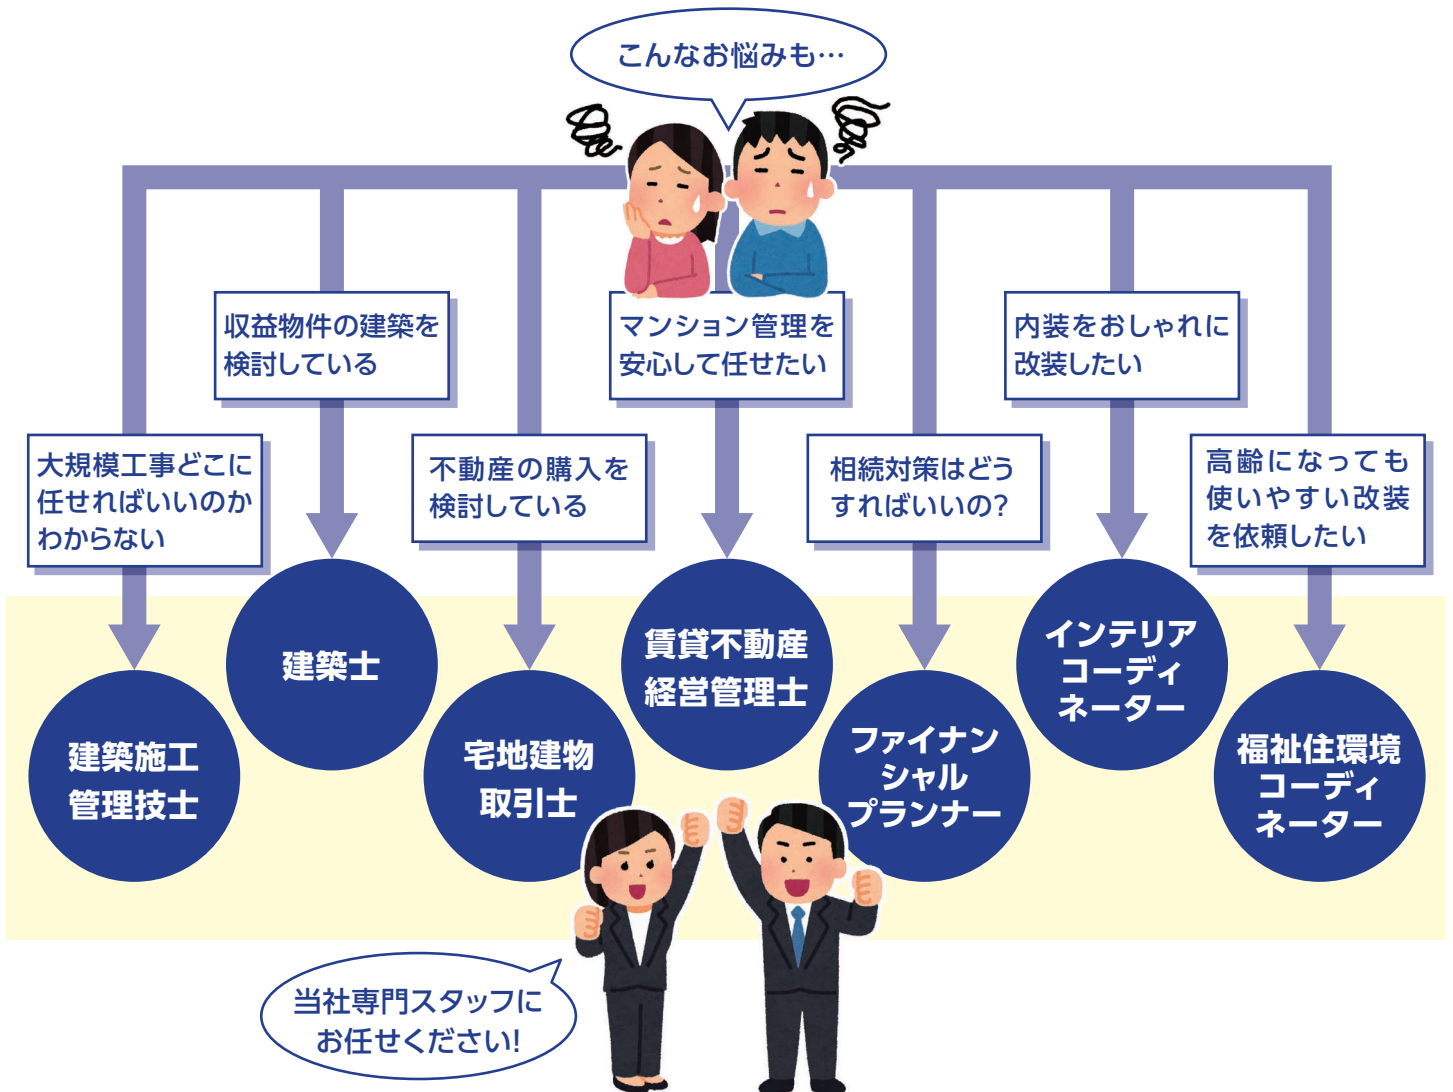 こんなお悩みも…
大規模工事どこに
任せればいいのか
わからない
収益物件の建築を
検討している
不動産の購入を
検討している
マンション管理を
安心して任せたい
相続対策はどう
すればいいの?
内装をおしゃれに
改装したい
高齢になっても
使いやすい改装
を依頼したい
建築施工
管理技士
建築士
宅地建物
取引士
賃貸不動産
経営管理士
ファイナン
シャル
プランナー
インテリア
コーディ
ネーター
福祉住環境
コーディ
ネーター
当社専門スタッフに
お任せください!